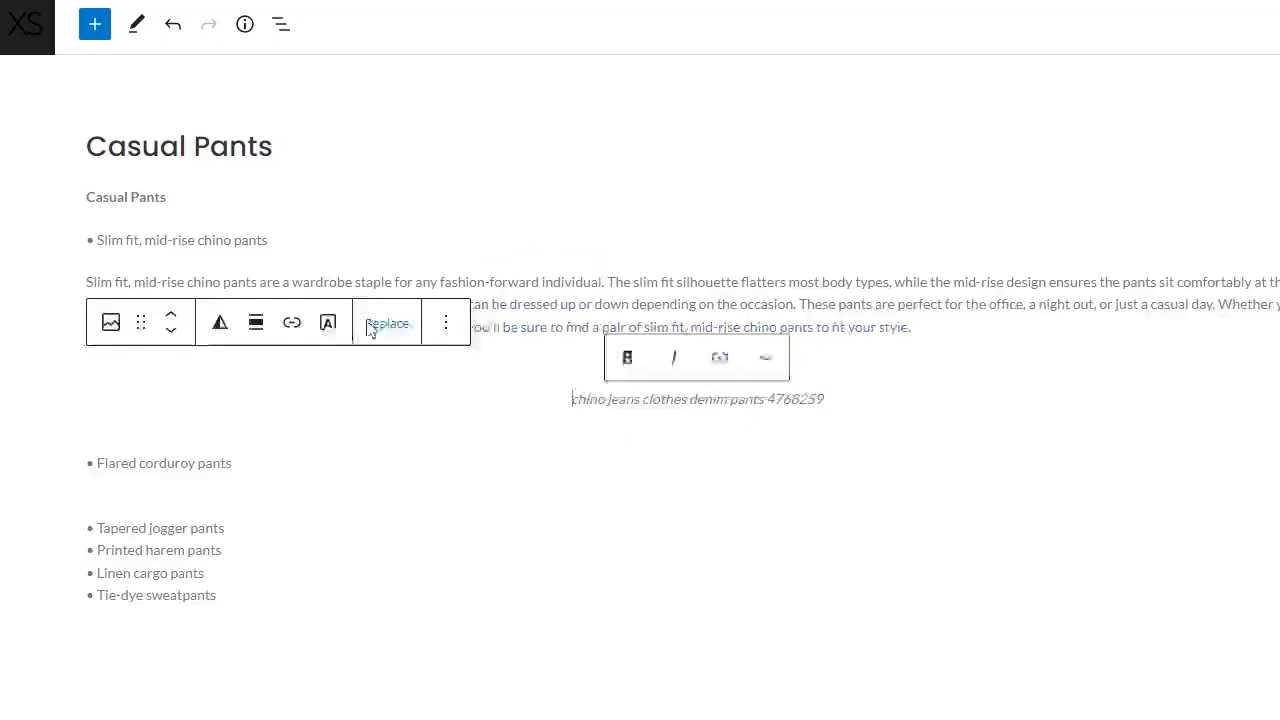 XS
Casual Pants
Casual Pants
• Slim fit, mid-rise chino pants
Slim fit, mid-rise chino pants are a wardrobe staple for any fashion-forward individual. The slim fit silhouette flatters most body types, while the mid-rise design ensures the pants sit comfortably at th
can be dressed up or down depending on the occasion. These pants are perfect for the office, a night out, or just a casual day. Whether y
you'll be sure to find a pair of slim fit, mid-rise chino pants to fit your style.
Replace
B I
chino jeans clothes denim pants 4768259
• Flared corduroy pants
• Tapered jogger pants
• Printed harem pants
• Linen cargo pants
• Tie-dye sweatpants